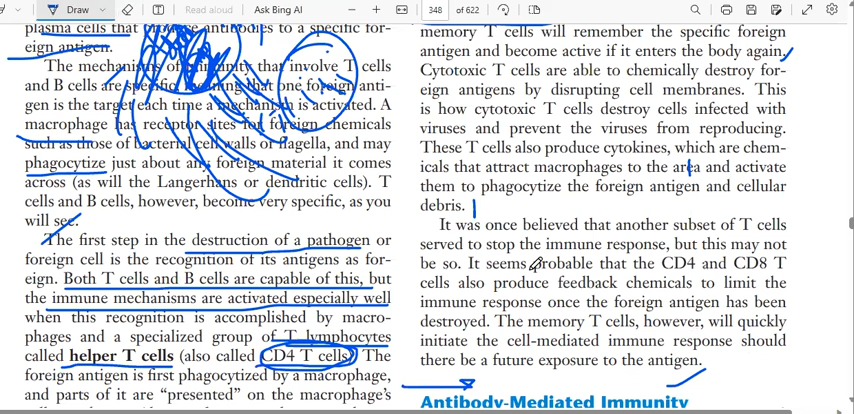 Draw
Read aloud
Ask Bing AI
348 of 622
plasma cells that produce antibodies to a specific for-
eign antigen.
The mechanisms of immunity that involve T cells
and B cells are specific, meaning that one foreign anti-
gen is the target each time a mechanism is activated. A
macrophage has receptor sites for foreign chemicals
such as those of bacterial cell walls or flagella, and may
phagocytize just about any foreign material it comes
across (as will the Langerhans or dendritic cells). T
cells and B cells, however, become very specific, as you
will see.
The first step in the destruction of a pathogen or
foreign cell is the recognition of its antigens as for-
eign. Both T cells and B cells are capable of this, but
the immune mechanisms are activated especially well
when this recognition is accomplished by macro-
phages and a specialized group of T lymphocytes
called helper T cells (also called CD4 T cells). The
foreign antigen is first phagocytized by a macrophage,
and parts of it are “presented” on the macrophage's
memory T cells will remember the specific foreign
antigen and become active if it enters the body again.
Cytotoxic T cells are able to chemically destroy for-
eign antigens by disrupting cell membranes. This
is how cytotoxic T cells destroy cells infected with
viruses and prevent the viruses from reproducing.
These T cells also produce cytokines, which are chem-
icals that attract macrophages to the area and activate
them to phagocytize the foreign antigen and cellular
debris.
It was once believed that another subset of T cells
served to stop the immune response, but this may not
be so. It seems probable that the CD4 and CD8 T
cells also produce feedback chemicals to limit the
immune response once the foreign antigen has been
destroyed. The memory T cells, however, will quickly
initiate the cell-mediated immune response should
there be a future exposure to the antigen.
Antibody-Mediated Immunity